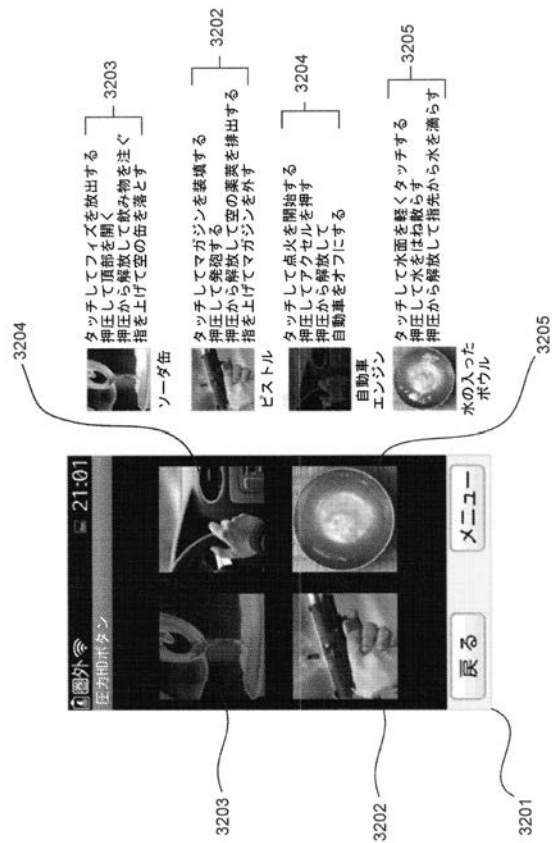 圏外 21:01
圧力HDボタン
戻る
メニュー
3203
3204
3202
3205
3201
タッチしてフィズを放出する
押圧して頂部を開く
押圧から解放して飲み物を注ぐ
指を上げて空の缶を落とす
ソーダ缶
3203
タッチしてマガジンを装填する
押圧して発砲する
押圧から解放して空の薬莢を排出する
指を上げてマガジンを外す
ピストル
3202
タッチして点火を開始する
押圧してアクセルを押す
押圧から解放して
自動車をオフにする
自動車
エンジン
3204
タッチして水面を軽くタッチする
押圧して水をはね散らす
押圧から解放して指先から水を滴らす
水の入った
ボウル
3205